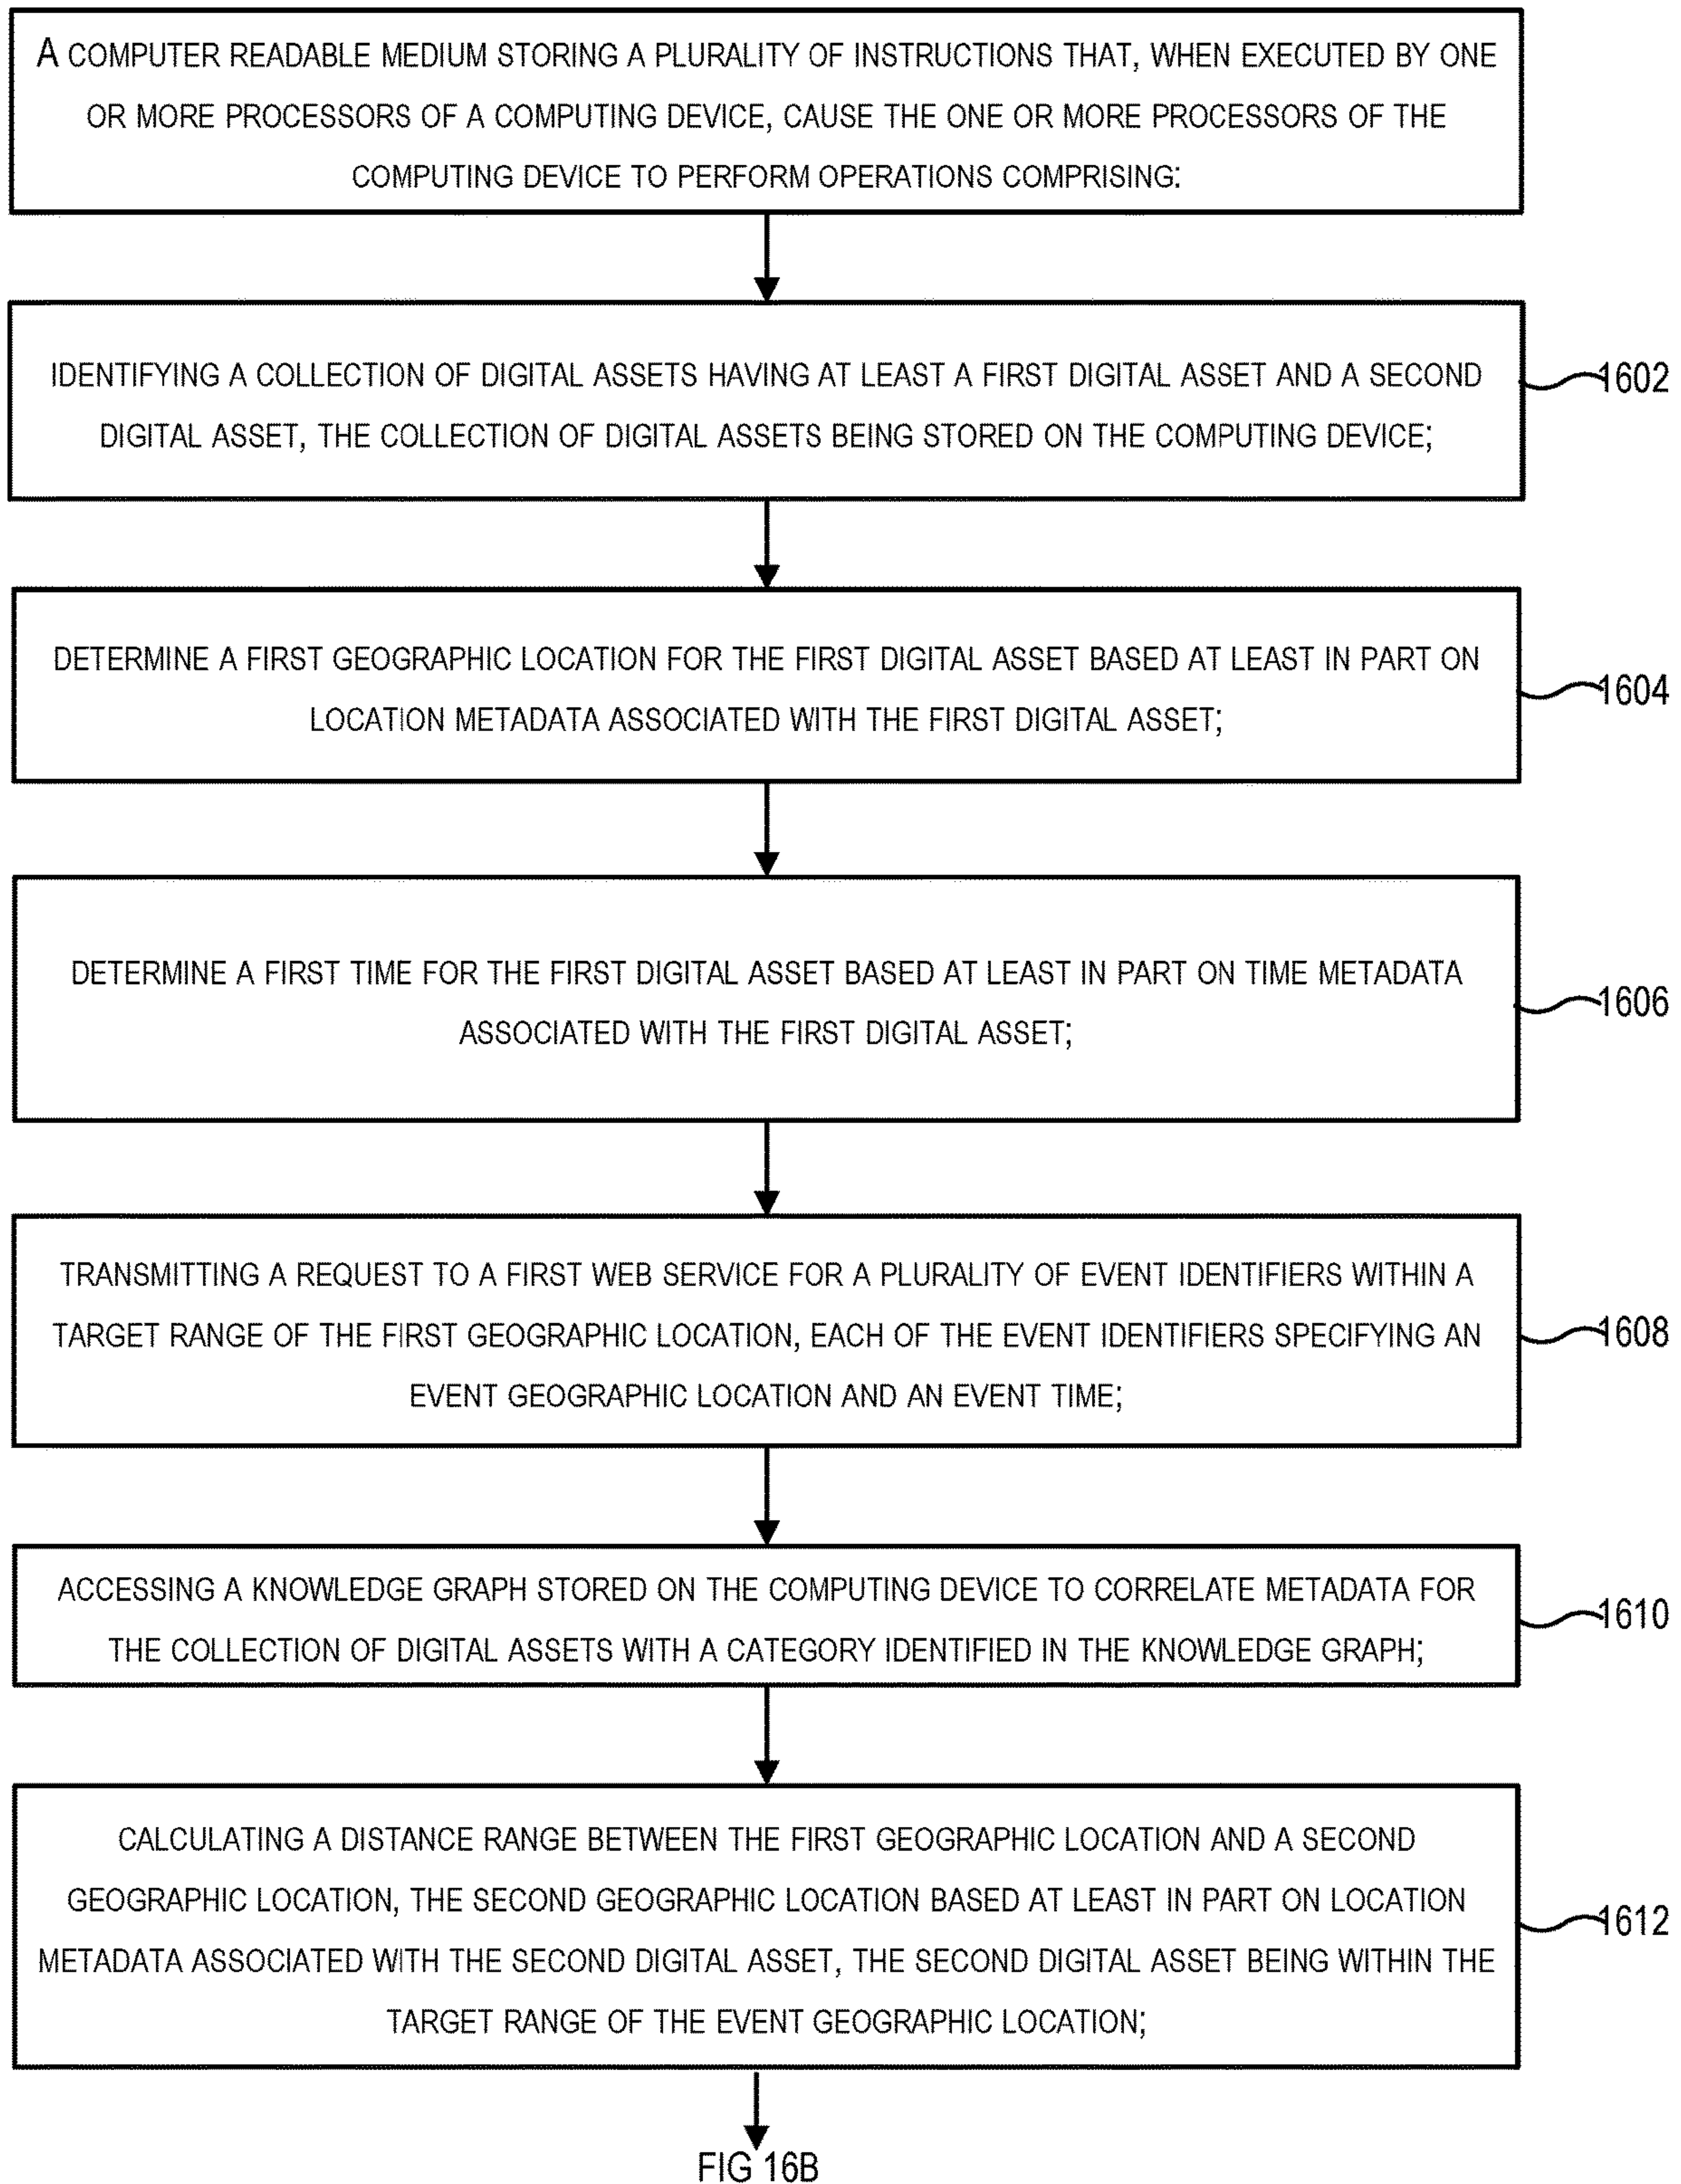 A COMPUTER READABLE MEDIUM STORING A PLURALITY OF INSTRUCTIONS THAT, WHEN EXECUTED BY ONE
OR MORE PROCESSORS OF A COMPUTING DEVICE, CAUSE THE ONE OR MORE PROCESSORS OF THE
COMPUTING DEVICE TO PERFORM OPERATIONS COMPRISING:
IDENTIFYING A COLLECTION OF DIGITAL ASSETS HAVING AT LEAST A FIRST DIGITAL ASSET AND A SECOND
DIGITAL ASSET, THE COLLECTION OF DIGITAL ASSETS BEING STORED ON THE COMPUTING DEVICE;
1602
DETERMINE A FIRST GEOGRAPHIC LOCATION FOR THE FIRST DIGITAL ASSET BASED AT LEAST IN PART ON
LOCATION METADATA ASSOCIATED WITH THE FIRST DIGITAL ASSET;
1604
DETERMINE A FIRST TIME FOR THE FIRST DIGITAL ASSET BASED AT LEAST IN PART ON TIME METADATA
ASSOCIATED WITH THE FIRST DIGITAL ASSET;
1606
TRANSMITTING A REQUEST TO A FIRST WEB SERVICE FOR A PLURALITY OF EVENT IDENTIFIERS WITHIN A
TARGET RANGE OF THE FIRST GEOGRAPHIC LOCATION, EACH OF THE EVENT IDENTIFIERS SPECIFYING AN
EVENT GEOGRAPHIC LOCATION AND AN EVENT TIME;
1608
ACCESSING A KNOWLEDGE GRAPH STORED ON THE COMPUTING DEVICE TO CORRELATE METADATA FOR
THE COLLECTION OF DIGITAL ASSETS WITH A CATEGORY IDENTIFIED IN THE KNOWLEDGE GRAPH;
1610
CALCULATING A DISTANCE RANGE BETWEEN THE FIRST GEOGRAPHIC LOCATION AND A SECOND
GEOGRAPHIC LOCATION, THE SECOND GEOGRAPHIC LOCATION BASED AT LEAST IN PART ON LOCATION
METADATA ASSOCIATED WITH THE SECOND DIGITAL ASSET, THE SECOND DIGITAL ASSET BEING WITHIN THE
TARGET RANGE OF THE EVENT GEOGRAPHIC LOCATION;
1612
FIG 16B